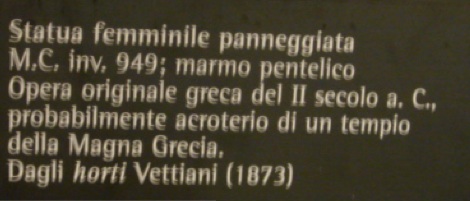 Statua femminile panneggiata
M.C. inv. 949; marmo pentelico
Opera originale greca del II secolo a. C.,
probabilmente acroterio di un tempio
della Magna Grecia.
Dagli horti Vettiani (1873)